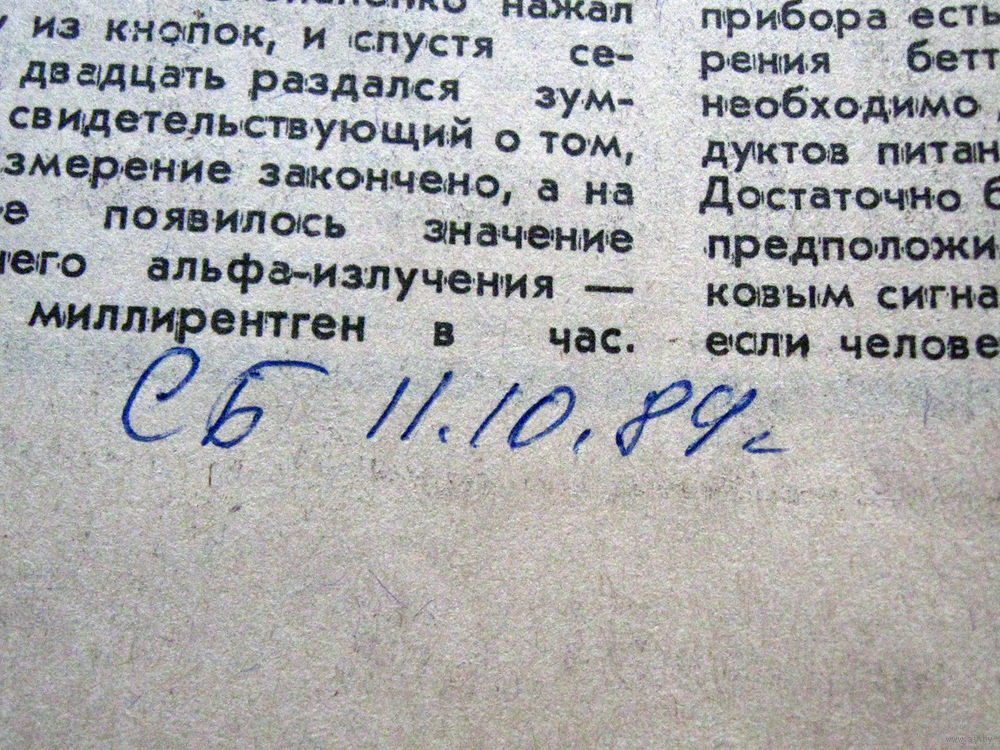 нажал
из кнопок, и спустя се-
двадцать раздался зум-
свидетельствующий о том,
змерение закончено, а на
е появилось значение
его альфа-излучения —
миллирентген в час.
прибора есть
рения бетт
необходимо
дуктов питан
Достаточно б
предположи
ковым сигна
если челове
СБ 11.10.89г